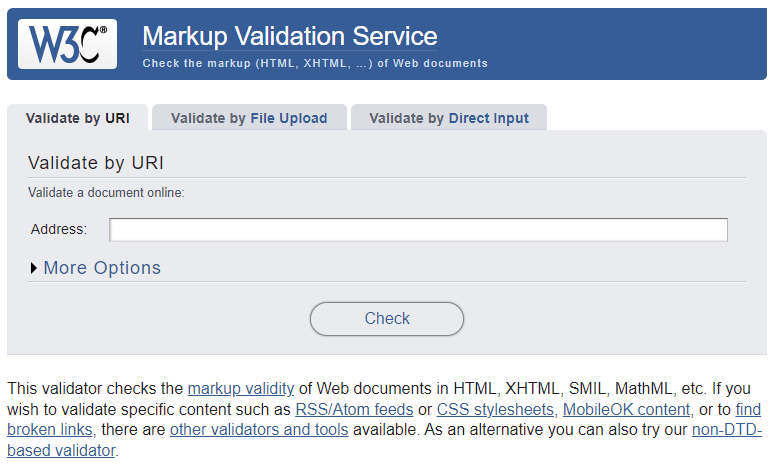 W3C®
Markup Validation Service
Check the markup (HTML, XHTML, …) of Web documents
Validate by URI
Validate by File Upload
Validate by Direct Input
Validate by URI
Validate a document online:
Address:
More Options
Check
This validator checks the markup validity of Web documents in HTML, XHTML, SMIL, MathML, etc. If you
wish to validate specific content such as RSS/Atom feeds or CSS stylesheets, MobileOK content, or to find
broken links, there are other validators and tools available. As an alternative you can also try our non-DTD-
based validator.